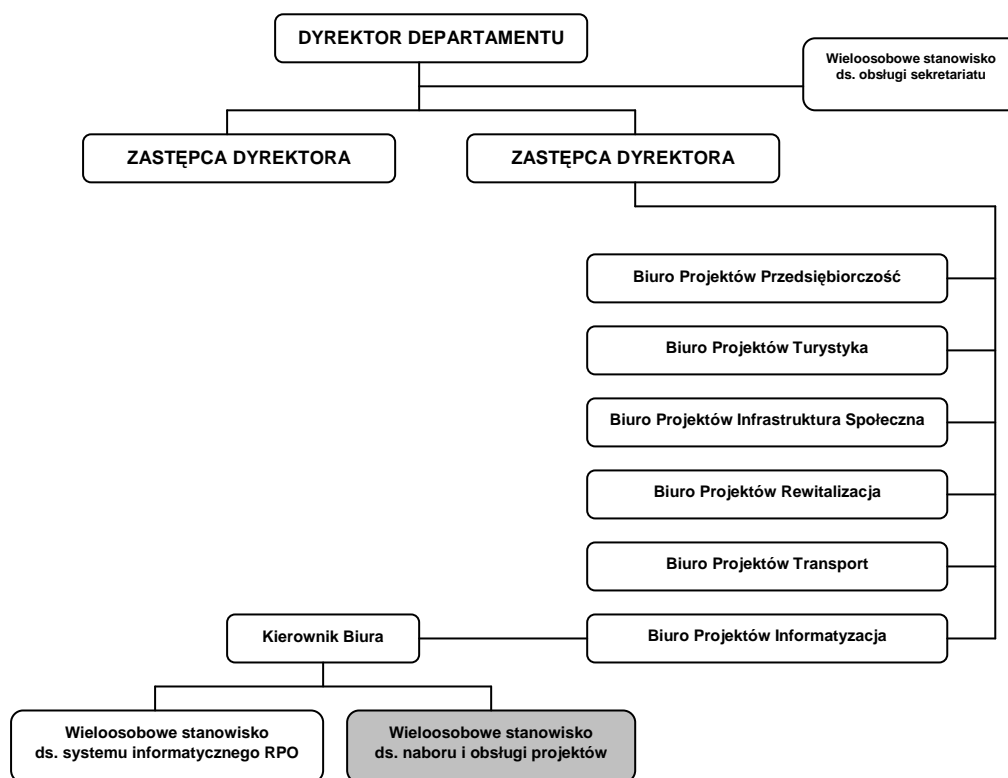 DYREKTOR DEPARTAMENTU
Wieloosobowe stanowisko
ds. obsługi sekretariatu
ZASTĘPCA DYREKTORA
ZASTĘPCA DYREKTORA
Biuro Projektów Przedsiębiorczość
Biuro Projektów Turystyka
Biuro Projektów Infrastruktura Społeczna
Biuro Projektów Rewitalizacja
Biuro Projektów Transport
Kierownik Biura
Biuro Projektów Informatyzacja
Wieloosobowe stanowisko
ds. systemu informatycznego RPO
Wieloosobowe stanowisko
ds. naboru i obsługi projektów